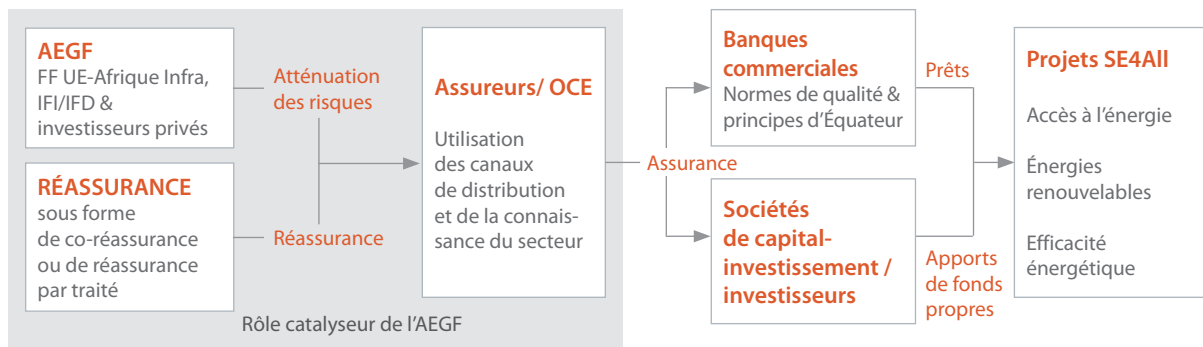 AEGF
FF UE-Afrique Infra,
IFI/IFD &
investisseurs privés
RÉASSURANCE
sous forme
de co-réassurance
ou de réassurance
par traité
Atténuation
des risques
Réassurance
Assureurs/ OCE
Utilisation
des canaux
de distribution
et de la connais-
sance du secteur
Rôle catalyseur de l’AEGF
Assurance
Banques
commerciales
Normes de qualité &
principes d’Équateur
Sociétés
de capital-
investissement /
investisseurs
Prêts
Apports
de fonds
propres
Projets SE4All
Accès à l’énergie
Énergies
renouvelables
Efficacité
énergétique